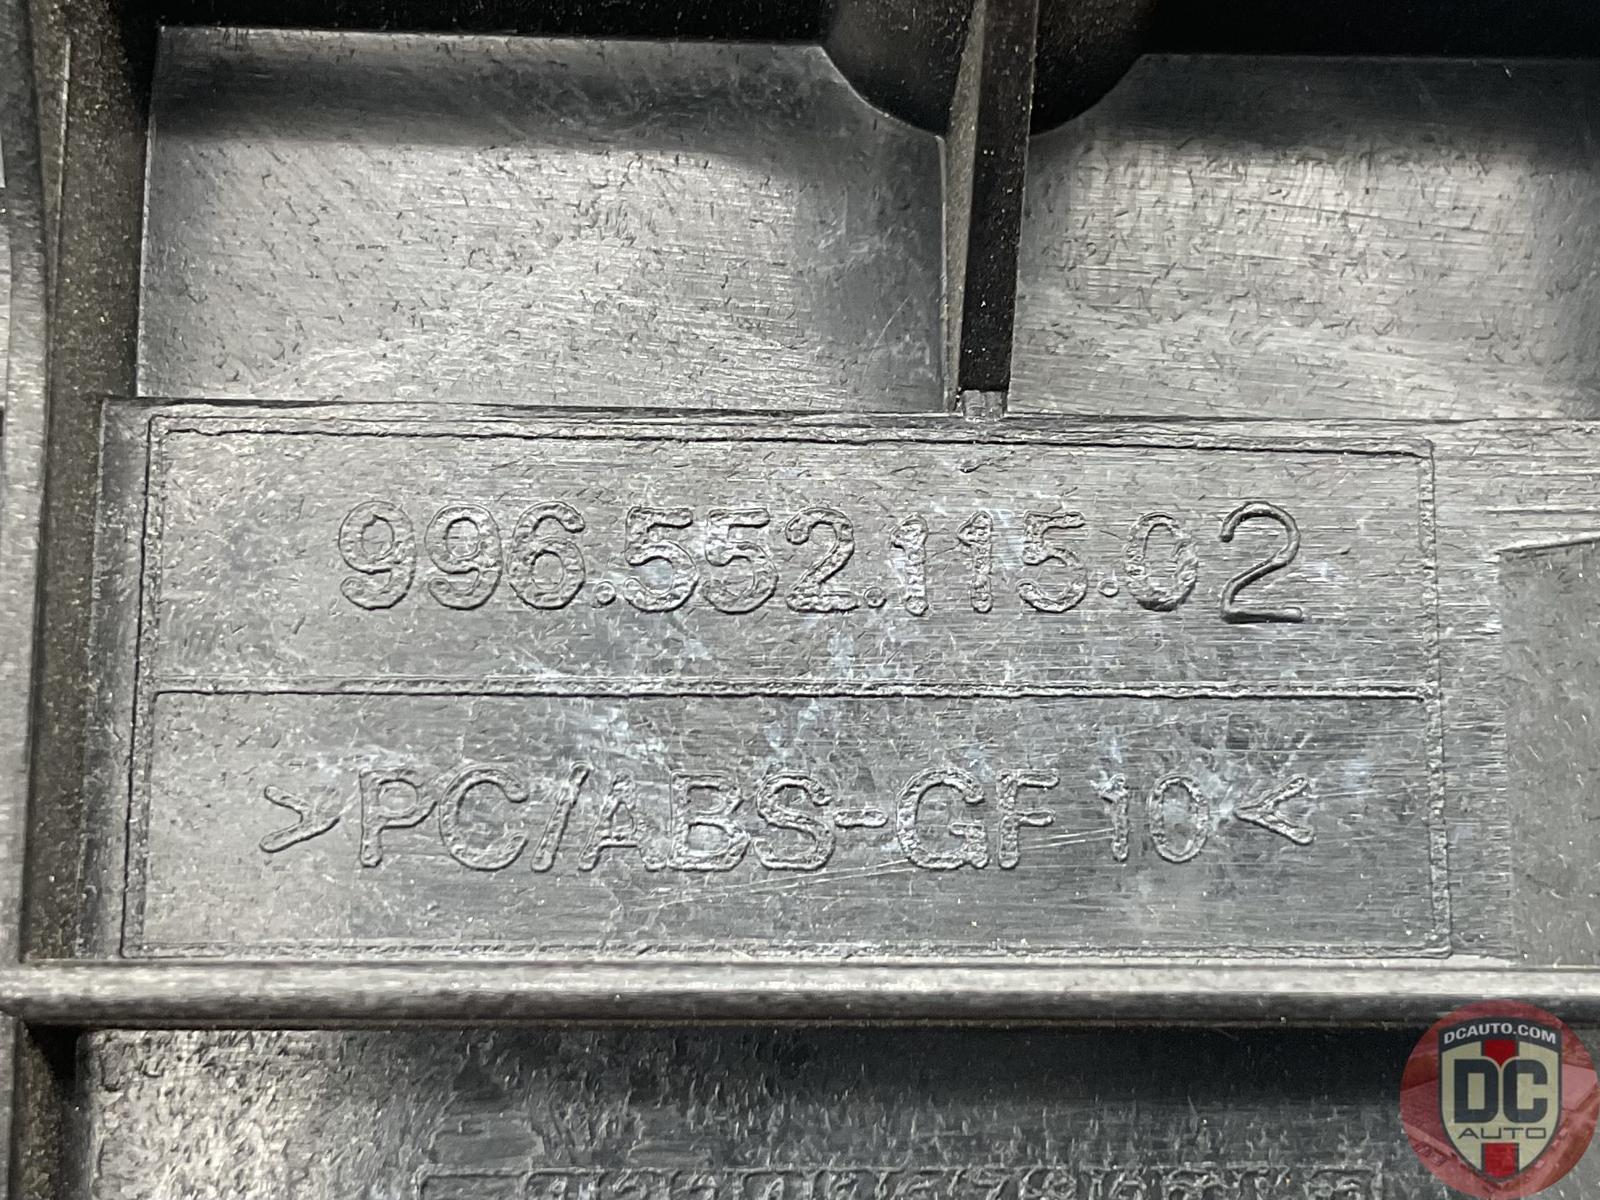 996.552.115.02
>PC/ABS-GF10<
DCAUTO.COM
DC
AUTO